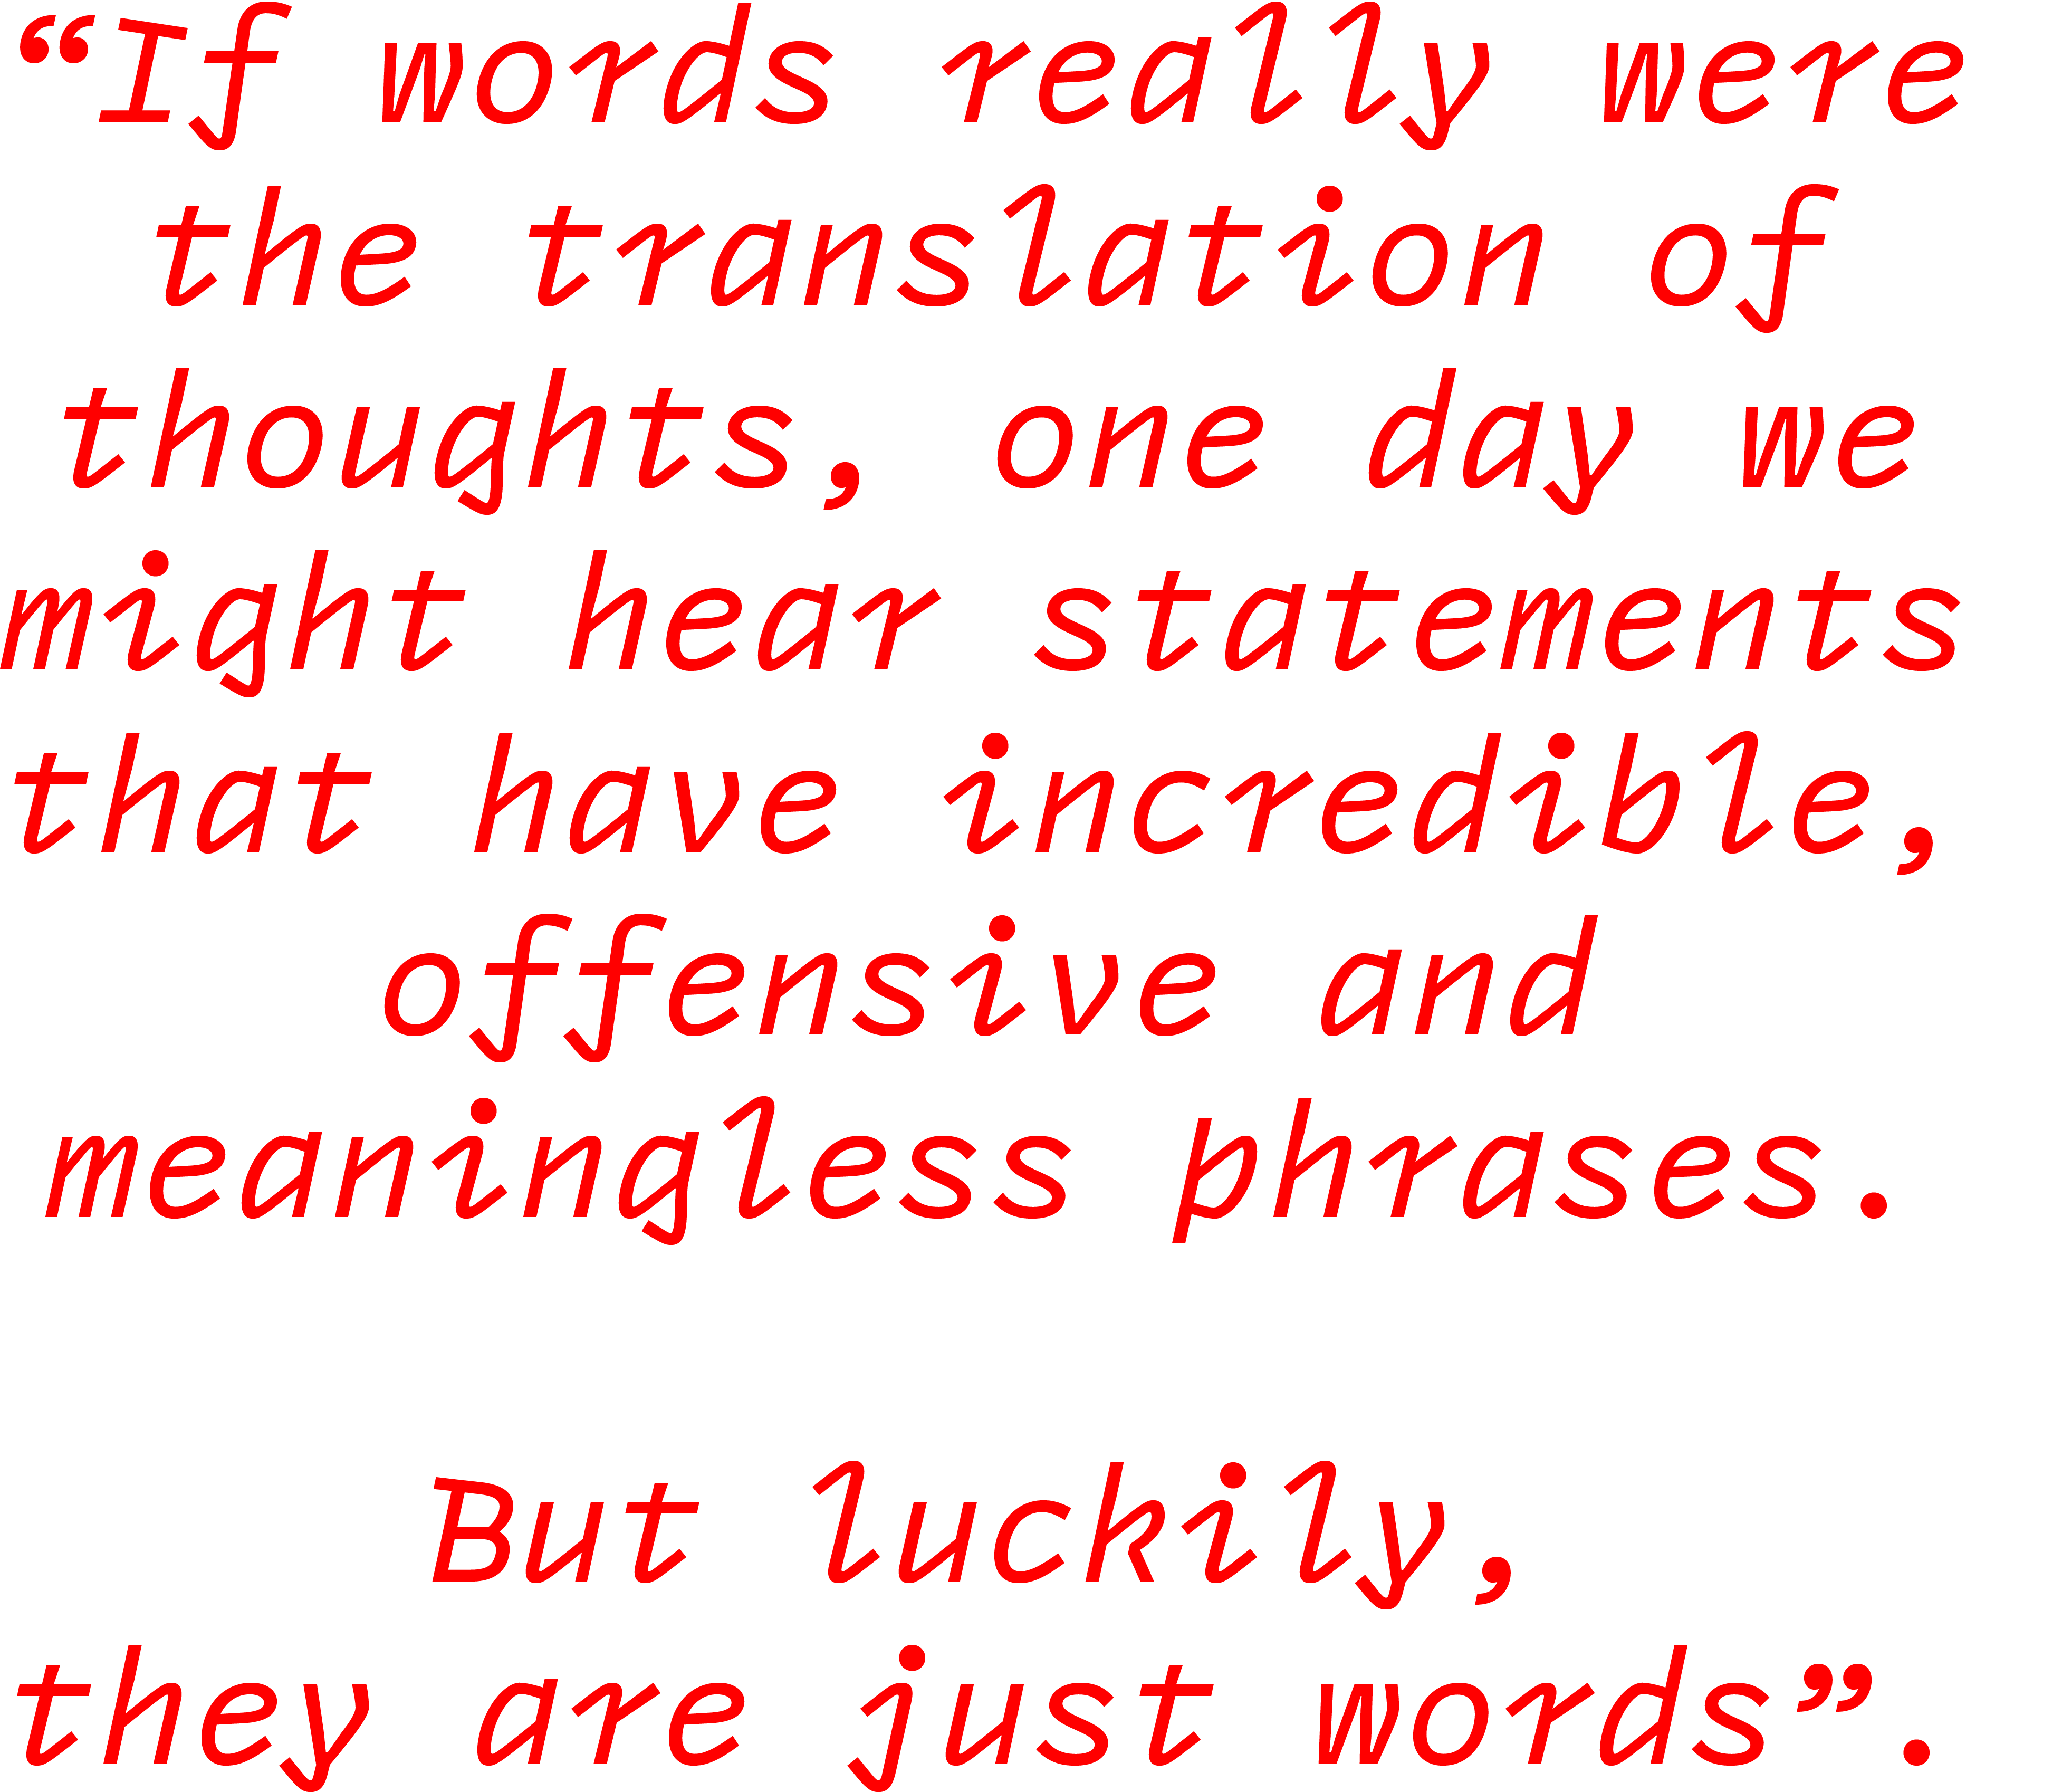 “If words really were
the translation of
thoughts, one day we
might hear statements
that have incredible,
offensive and
meaningless phrases.
But luckily,
they are just words”.